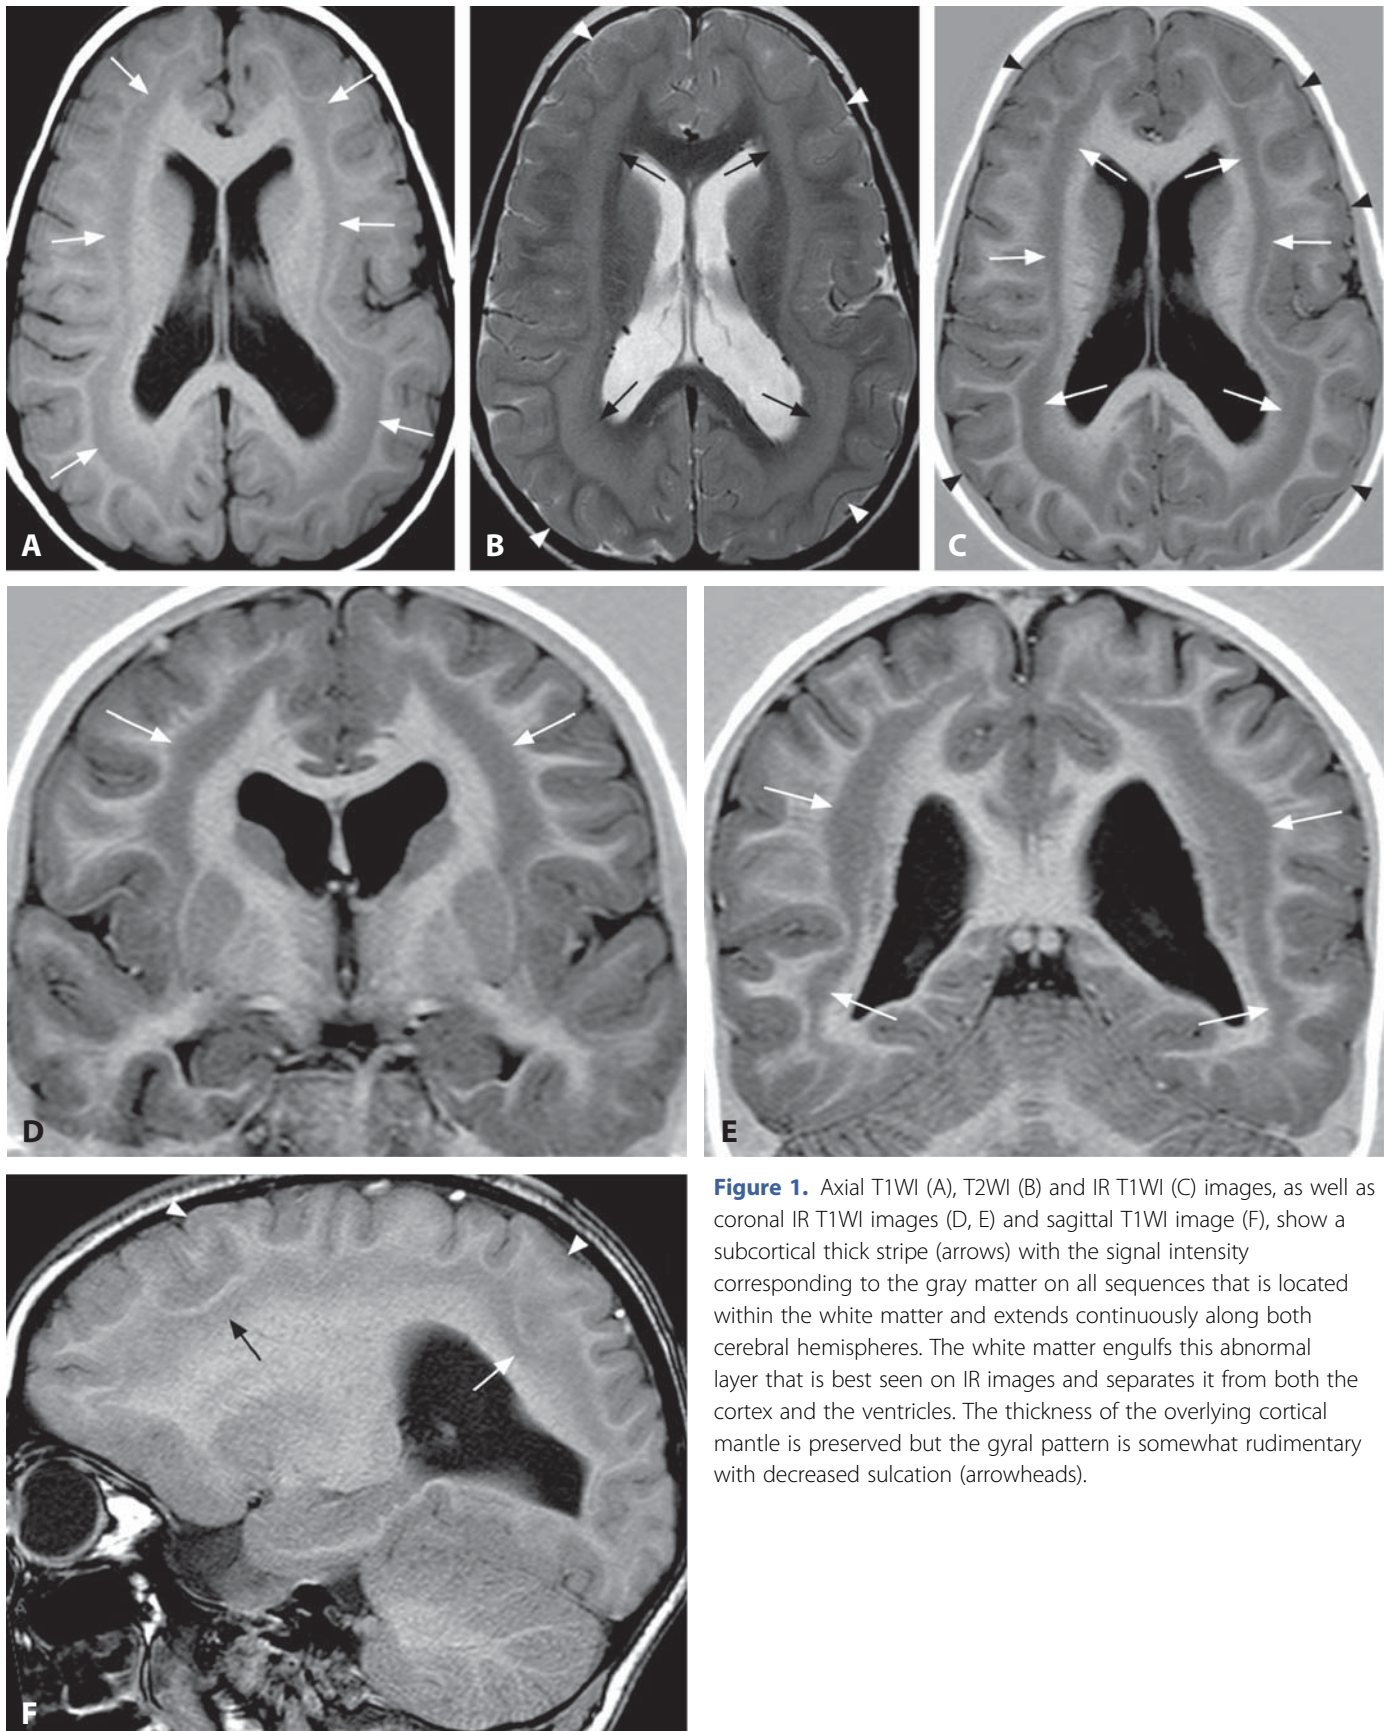 A
B
C
D
E
F
Figure 1. Axial T1WI (A), T2WI (B) and IR T1WI (C) images, as well as
coronal IR T1WI images (D, E) and sagittal T1WI image (F), show a
subcortical thick stripe (arrows) with the signal intensity
corresponding to the gray matter on all sequences that is located
within the white matter and extends continuously along both
cerebral hemispheres. The white matter engulfs this abnormal
layer that is best seen on IR images and separates it from both the
cortex and the ventricles. The thickness of the overlying cortical
mantle is preserved but the gyral pattern is somewhat rudimentary
with decreased sulcation (arrowheads).